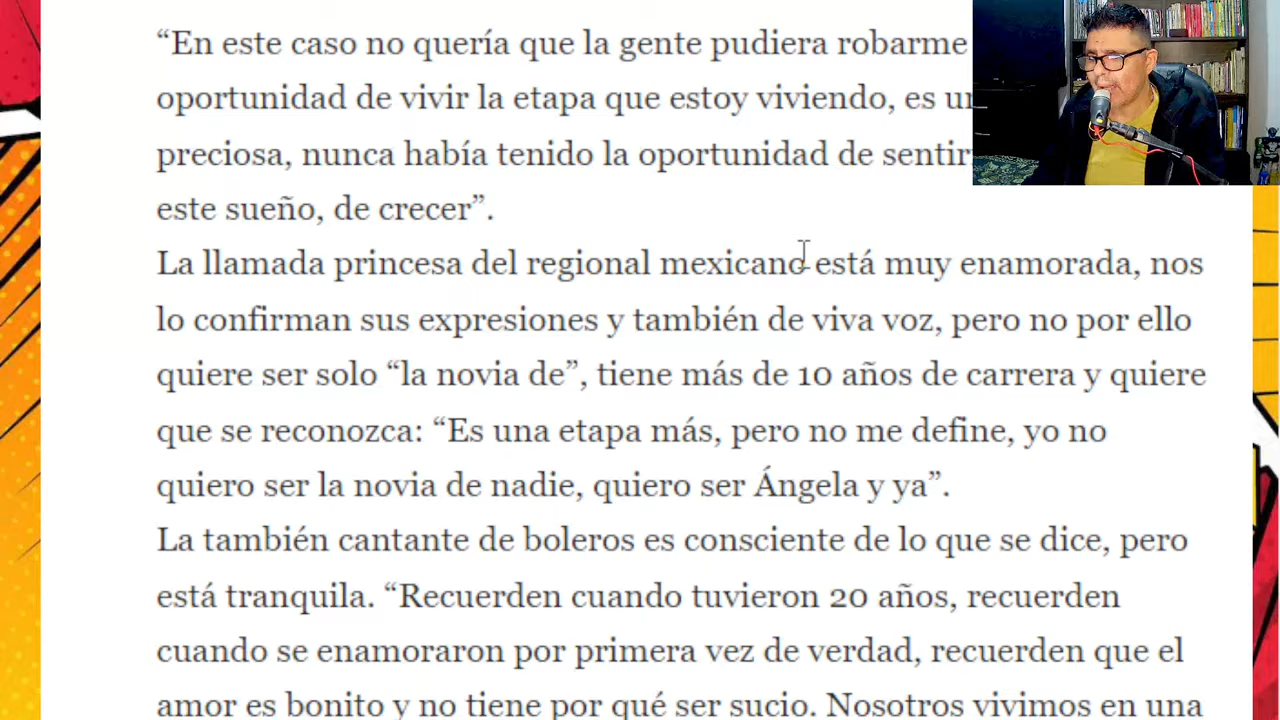 “En este caso no quería que la gente pudiera robarme
oportunidad de vivir la etapa que estoy viviendo, es
preciosa, nunca había tenido la oportunidad de
este sueño, de crecer”.
La llamada princesa del regional mexicano está muy enamorada, nos
lo confirman sus expresiones y también de viva voz, pero no por ello
quiere ser solo “la novia de”, tiene más de 10 años de carrera y quiere
que se reconozca: “Es una etapa más, pero no me define, yo no
quiero ser la novia de nadie, quiero ser Ángela y ya”.
La también cantante de boleros es consciente de lo que se dice, pero
está tranquila. “Recuerden cuando tuvieron 20 años, recuerden
cuando se enamoraron por primera vez de verdad, recuerden que el
amor es bonito y no tiene por qué ser sucio. Nosotros vivimos en una